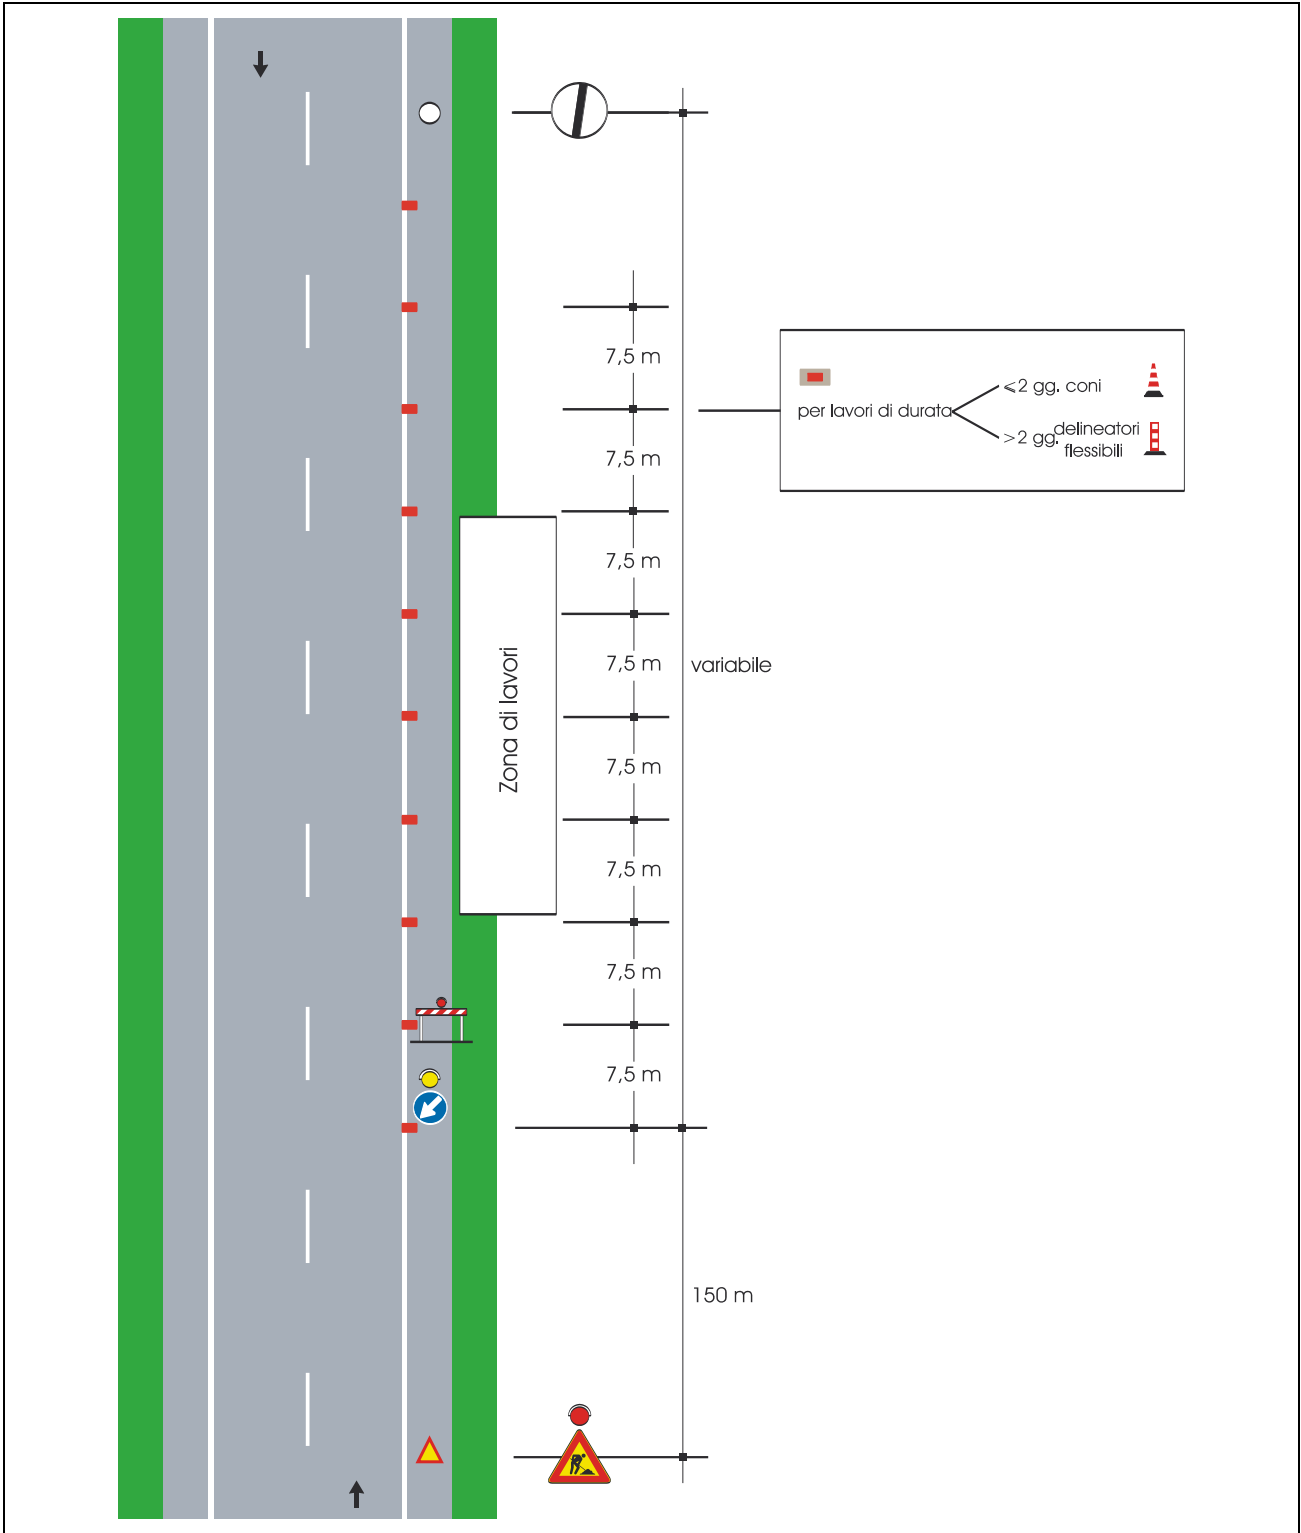 7,5 m
7,5 m
7,5 m
7,5 m
7,5 m
7,5 m
7,5 m
7,5 m
per lavori di durata
⩽2 gg. coni
>2 gg. delineatori
flessibili
Zona di lavori
variabile
150 m